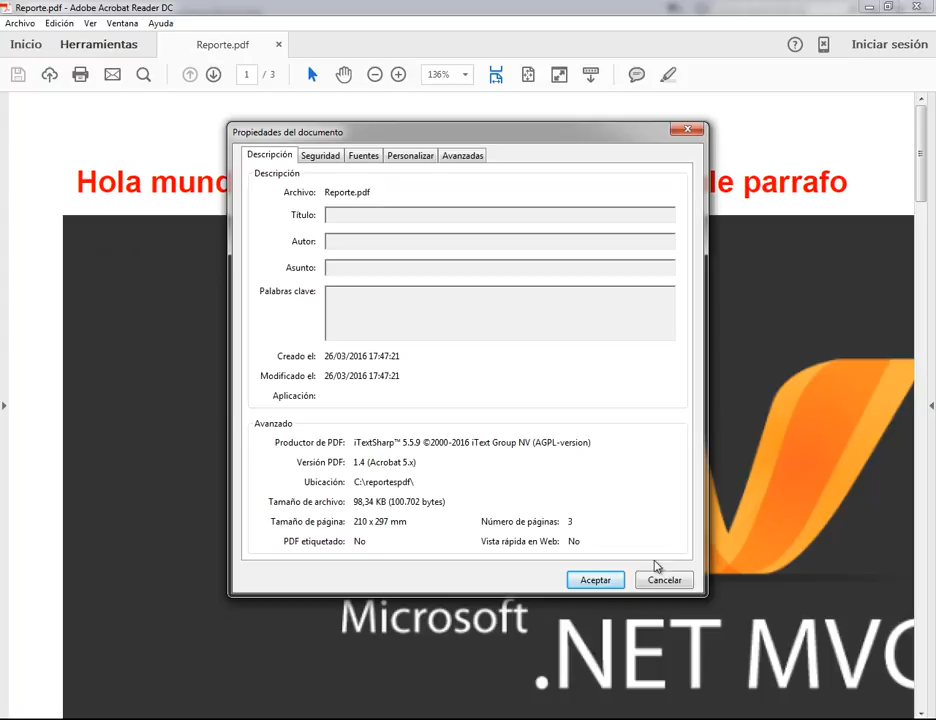 Reporte.pdf - Adobe Acrobat Reader DC
Archivo Edición Ver Ventana Ayuda
Inicio Herramientas Reporte.pdf × Iniciar sesión
1 / 3 136%
Propiedades del documento
Descripción Seguridad Fuentes Personalizar Avanzadas
Hola mund le parrafo
Descripción
Archivo: Reporte.pdf
Título:
Autor:
Asunto:
Palabras clave:
Creado el: 26/03/2016 17:47:21
Modificado el: 26/03/2016 17:47:21
Aplicación:
Avanzado
Productor de PDF: iTextSharp™ 5.5.9 ©2000-2016 iText Group NV (AGPL-version)
Versión PDF: 1.4 (Acrobat 5.x)
Ubicación: C:\reportespdf\
Tamaño de archivo: 98,34 KB (100.702 bytes)
Tamaño de página: 210 x 297 mm Número de páginas: 3
PDF etiquetado: No Vista rápida en Web: No
Aceptar Cancelar
Microsoft
.NET MVC